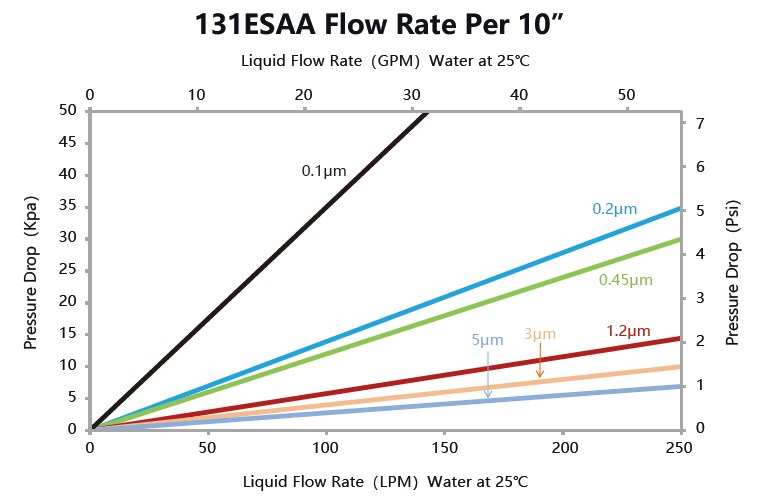 131ESAA Flow Rate Per 10”
Liquid Flow Rate（GPM）Water at 25℃
0 10 20 30 40 50
50
45
40
35
30
25
20
15
10
5
0
Pressure Drop（Kpa）
0.1μm
0.2μm
0.45μm
1.2μm
3μm
5μm
7
6
5
4
3
2
1
0
Pressure Drop（Psi）
0 50 100 150 200 250
Liquid Flow Rate（LPM）Water at 25℃